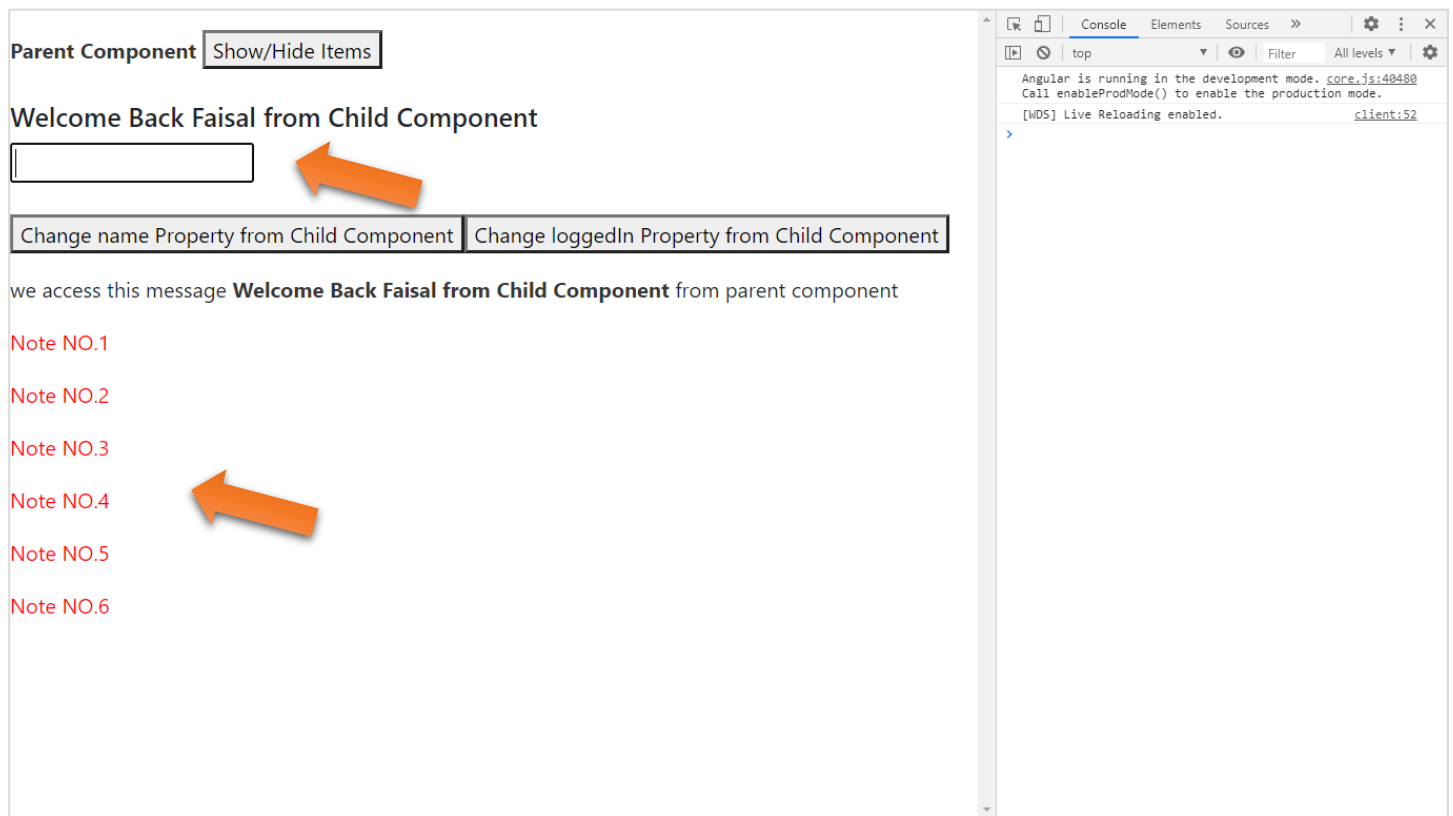 Parent Component Show/Hide Items
Welcome Back Faisal from Child Component
Change name Property from Child Component Change loggedIn Property from Child Component
we access this message Welcome Back Faisal from Child Component from parent component
Note NO.1
Note NO.2
Note NO.3
Note NO.4
Note NO.5
Note NO.6
Console Elements Sources »
top Filter All levels
Angular is running in the development mode. core.js:40480
Call enableProdMode() to enable the production mode.
[WDS] Live Reloading enabled. client:52
>